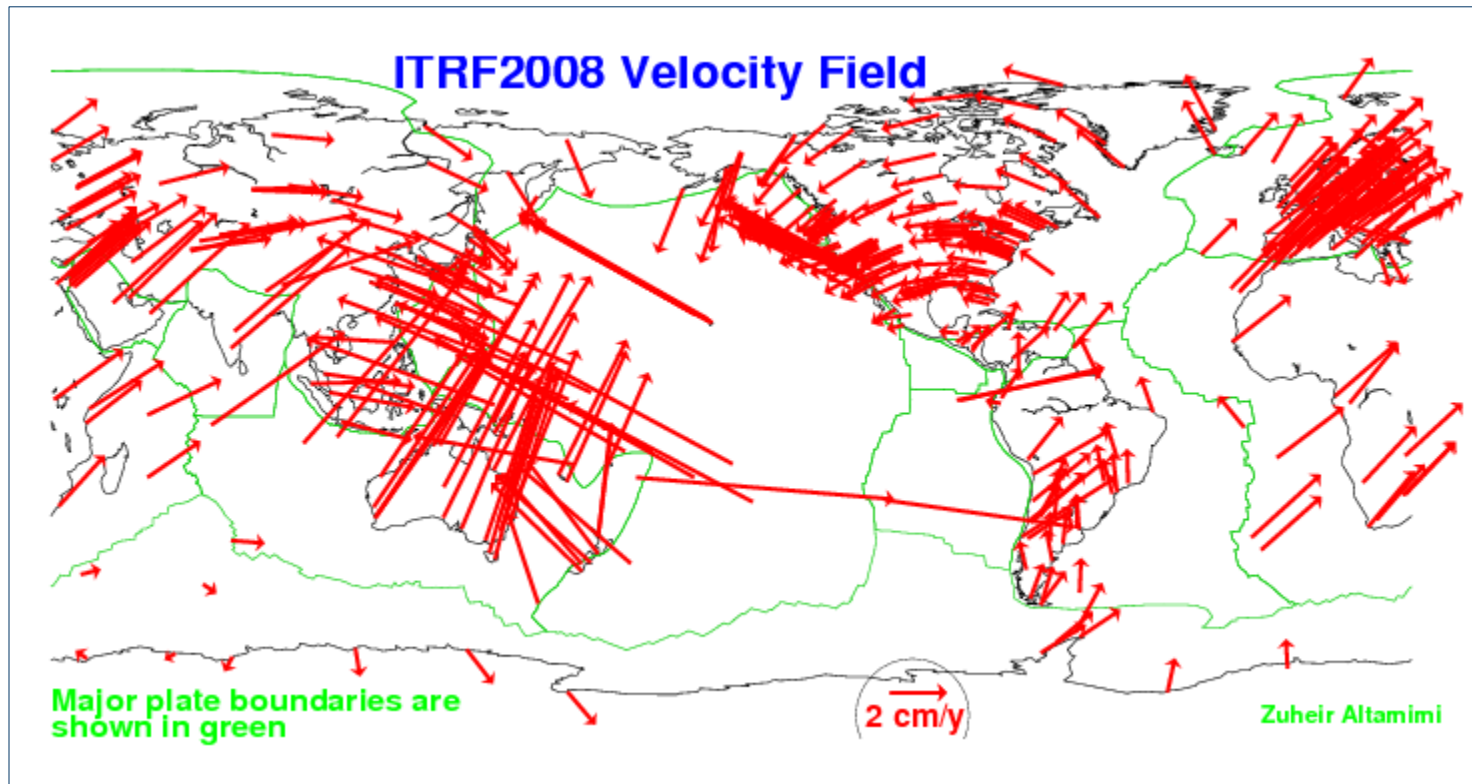 ITRF2008 Velocity Field
Major plate boundaries are
shown in green
2 cm/y
Zuheir Altamimi